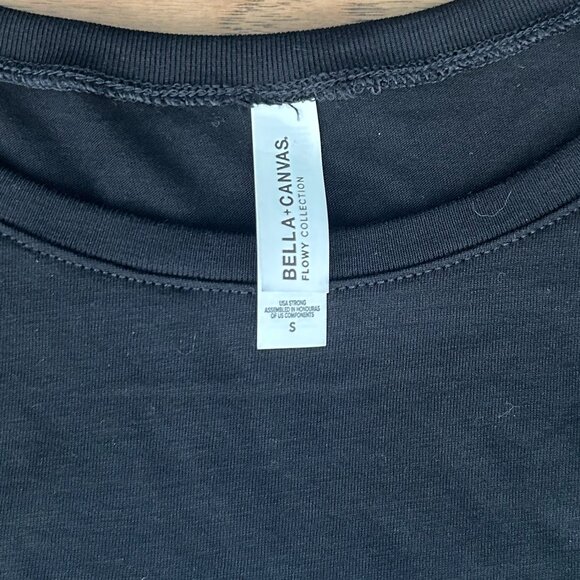 BELLA+CANVAS.
FLOWY COLLECTION
USA STRONG
ASSEMBLED IN HONDURAS
OF US COMPONENTS
S